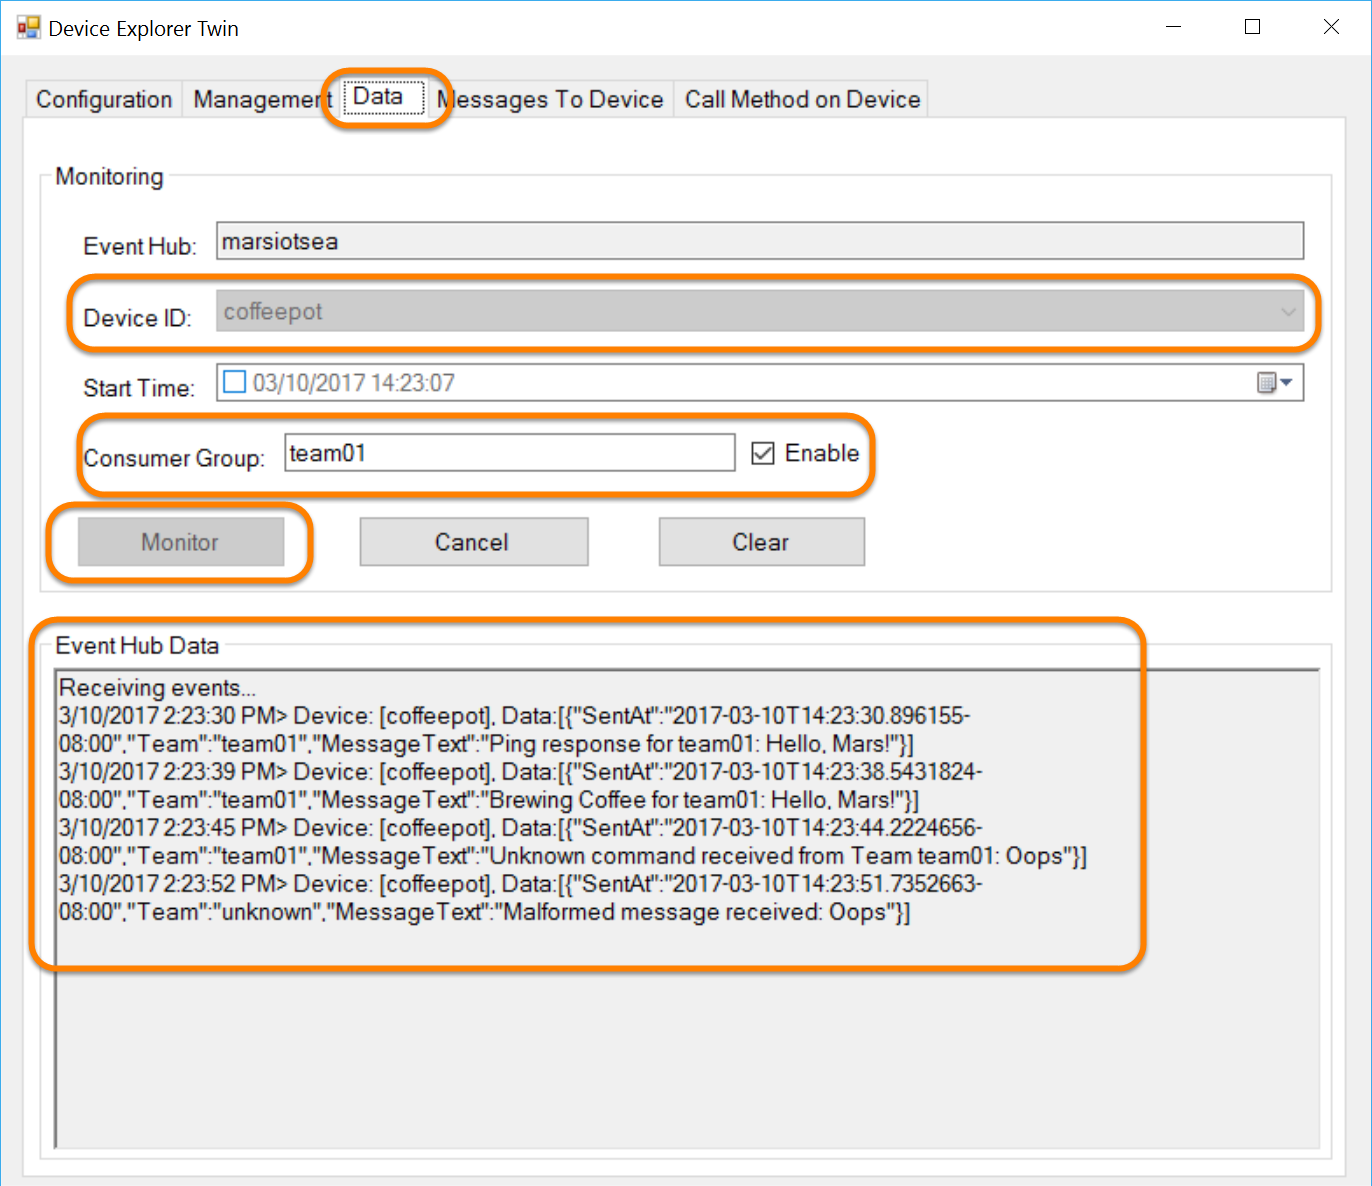 Device Explorer Twin
Configuration Management Data Messages To Device Call Method on Device
Monitoring
Event Hub: marsiotsea
Device ID: coffeepot
Start Time: 03/10/2017 14:23:07
Consumer Group: team01 Enable
Monitor Cancel Clear
Event Hub Data
Receiving events...
3/10/2017 2:23:30 PM> Device: [coffeepot], Data:[{"SentAt":"2017-03-10T14:23:30.896155-
08:00","Team":"team01","MessageText":"Ping response for team01: Hello, Mars!"}]
3/10/2017 2:23:39 PM> Device: [coffeepot], Data:[{"SentAt":"2017-03-10T14:23:38.5431824-
08:00","Team":"team01","MessageText":"Brewing Coffee for team01: Hello, Mars!"}]
3/10/2017 2:23:45 PM> Device: [coffeepot], Data:[{"SentAt":"2017-03-10T14:23:44.2224656-
08:00","Team":"team01","MessageText":"Unknown command received from Team team01: Oops"}]
3/10/2017 2:23:52 PM> Device: [coffeepot], Data:[{"SentAt":"2017-03-10T14:23:51.7352663-
08:00","Team":"unknown","MessageText":"Malformed message received: Oops"}]